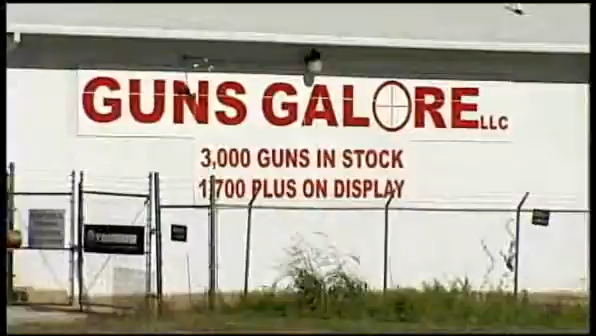 GUNS GALORE LLC
3,000 GUNS IN STOCK
1,700 PLUS ON DISPLAY